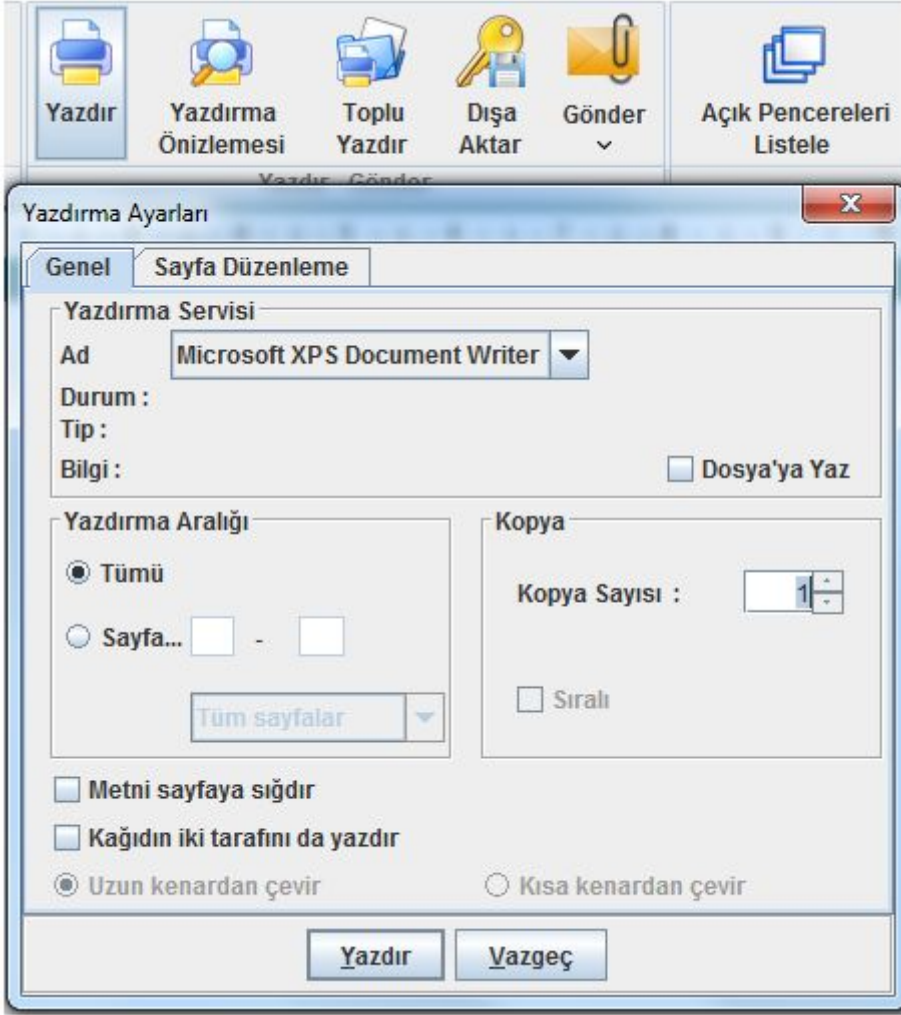 Yazdır
Yazdırma Önizlemesi
Toplu Yazdır
Dışa Aktar
Gönder
Açık Pencereleri Listele
Yazdır - Gönder
Yazdırma Ayarları
Genel
Sayfa Düzenleme
Yazdırma Servisi
Ad
Microsoft XPS Document Writer
Durum :
Tip :
Bilgi :
Dosya'ya Yaz
Yazdırma Aralığı
Tümü
Sayfa... -
Tüm sayfalar
Kopya
Kopya Sayısı : 1
Sıralı
Metni sayfaya sığdır
Kağıdın iki tarafını da yazdır
Uzun kenardan çevir
Kısa kenardan çevir
Yazdır
Vazgeç